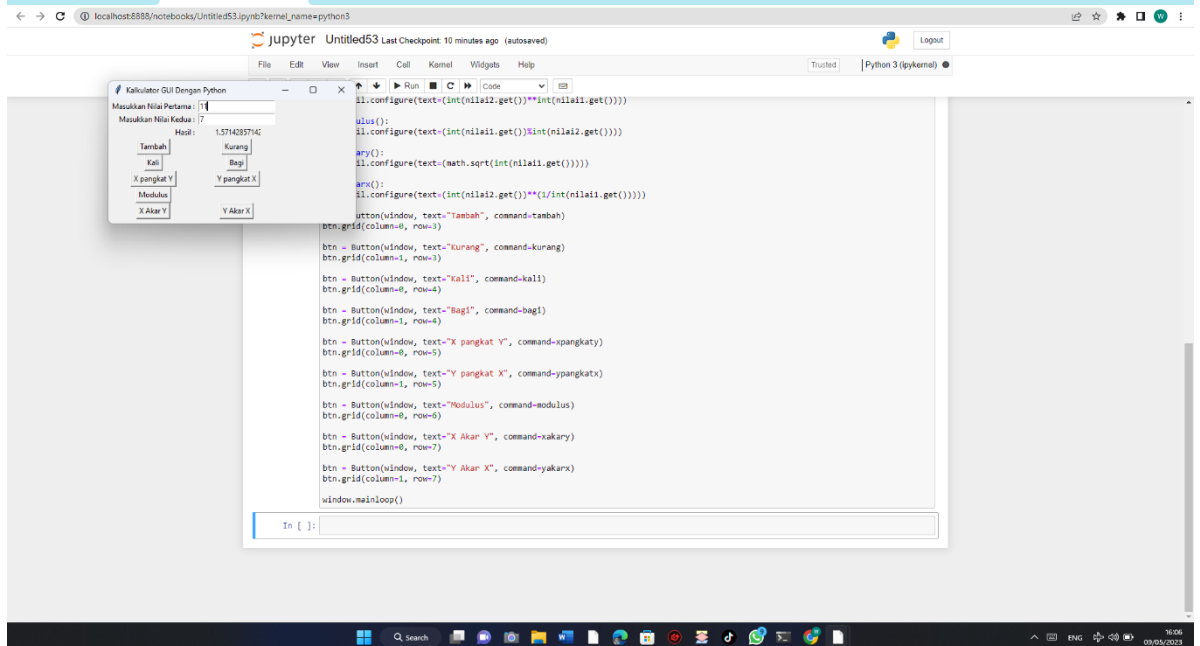 localhost:8888/notebooks/Untitled53.ipynb?kernel_name=python3
W
jupyter Untitled53 Last Checkpoint: 10 minutes ago (autosaved)
Logout
File Edit View Insert Cell Kernel Widgets Help
Trusted
Python 3 (ipykernel)
Run
Code
Kalkulator GUI Dengan Python
Masukkan Nilai Pertama : 11
Masukkan Nilai Kedua : 7
Hasil : 1.57142857142
Tambah Kurang
Kali Bagi
X pangkat Y Y pangkat X
Modulus
X Akar Y Y Akar X
il.configure(text=(int(nilai2.get())**int(nilai1.get())))
ulus():
il.configure(text=(int(nilai1.get())%int(nilai2.get())))
ary():
il.configure(text=(math.sqrt(int(nilai1.get()))))
arx():
il.configure(text=(int(nilai2.get())**(1/int(nilai1.get()))))
utton(window, text="Tambah", command=tambah)
btn.grid(column=0, row=3)
btn = Button(window, text="Kurang", command=kurang)
btn.grid(column=1, row=3)
btn = Button(window, text="Kali", command=kali)
btn.grid(column=0, row=4)
btn = Button(window, text="Bagi", command=bagi)
btn.grid(column=1, row=4)
btn = Button(window, text="X pangkat Y", command=xpangkaty)
btn.grid(column=0, row=5)
btn = Button(window, text="Y pangkat X", command=ypangkatx)
btn.grid(column=1, row=5)
btn = Button(window, text="Modulus", command=modulus)
btn.grid(column=0, row=6)
btn = Button(window, text="X Akar Y", command=xakary)
btn.grid(column=0, row=7)
btn = Button(window, text="Y Akar X", command=yakarx)
btn.grid(column=1, row=7)
window.mainloop()
In [ ]:
Search
ENG
16:06
09/05/2023